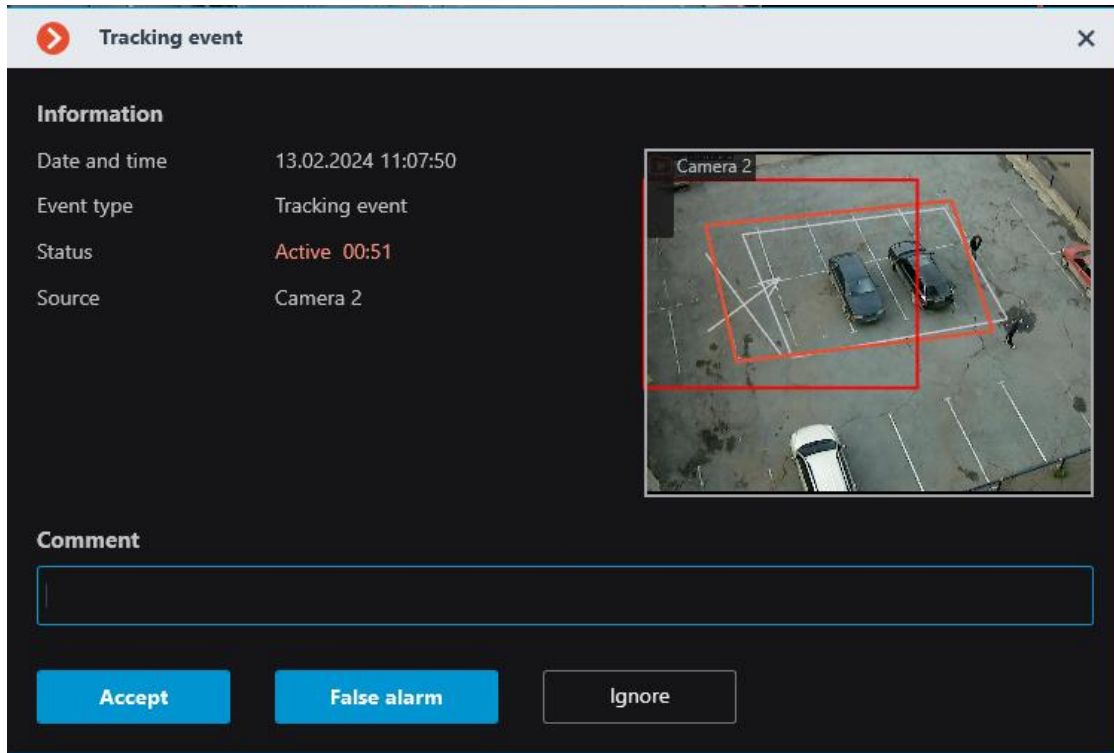 Tracking event
Information
Date and time 13.02.2024 11:07:50
Event type Tracking event
Status Active 00:51
Source Camera 2
Camera 2
Comment
Accept False alarm Ignore